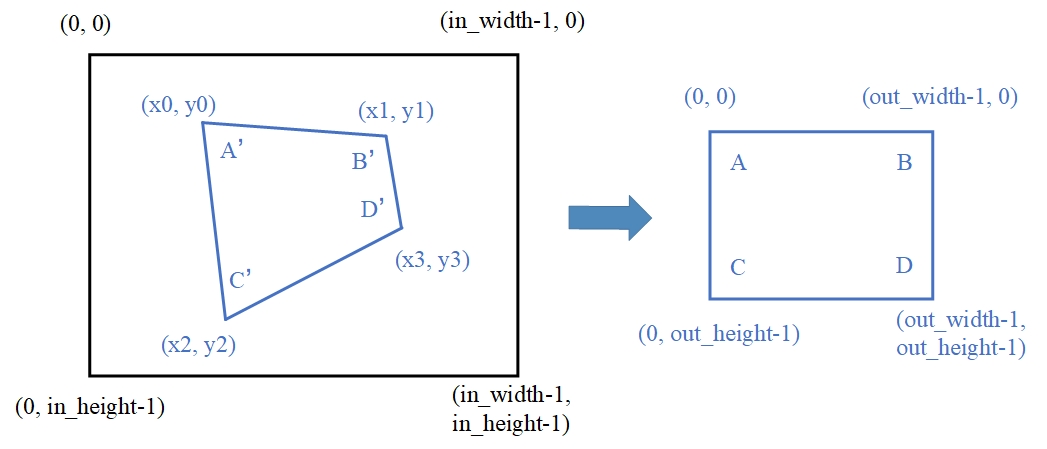 (0, 0)
(in_width-1, 0)
(x0, y0)
(x1, y1)
A’
B’
D’
C’
(x3, y3)
(x2, y2)
(0, in_height-1)
(in_width-1,
in_height-1)
(0, 0)
(out_width-1, 0)
A
B
C
D
(0, out_height-1)
(out_width-1,
out_height-1)